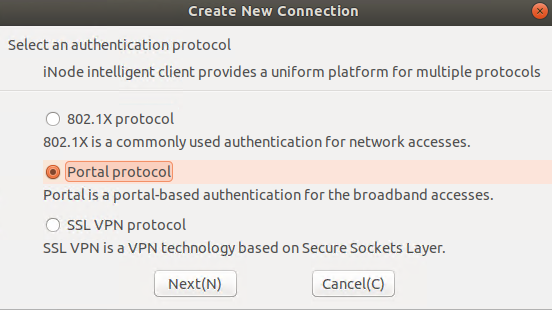 Create New Connection
Select an authentication protocol
iNode intelligent client provides a uniform platform for multiple protocols
802.1X protocol
802.1X is a commonly used authentication for network accesses.
Portal protocol
Portal is a portal-based authentication for the broadband accesses.
SSL VPN protocol
SSL VPN is a VPN technology based on Secure Sockets Layer.
Next(N) Cancel(C)